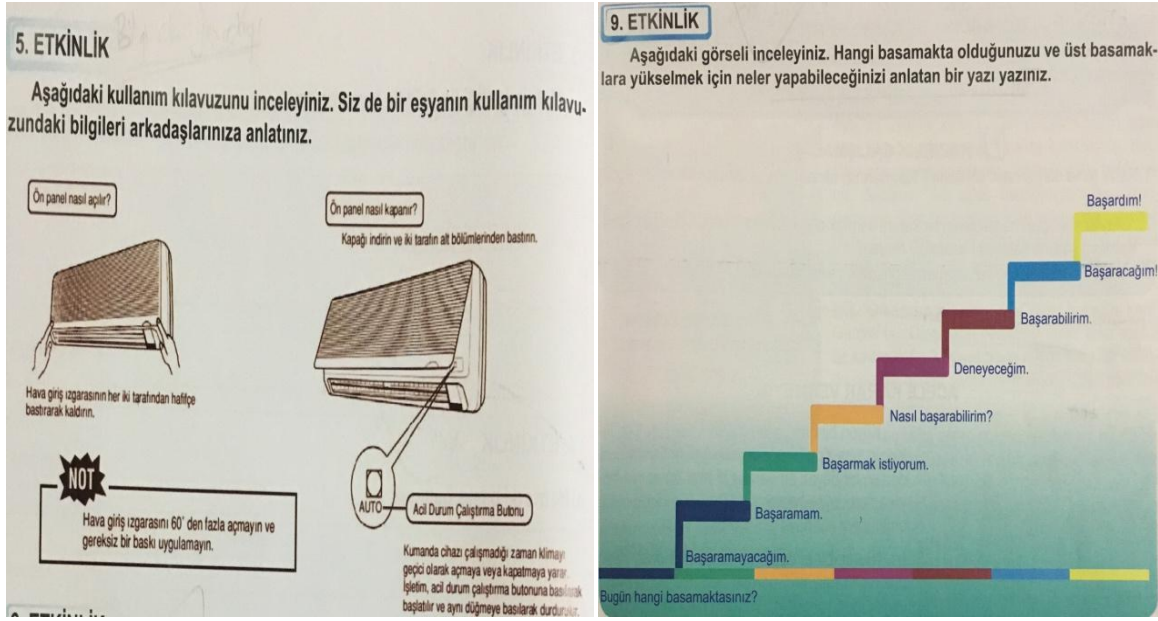 5. ETKİNLİK
Aşağıdaki kullanım kılavuzunu inceleyiniz. Siz de bir eşyanın kullanım kılavu-
zundaki bilgileri arkadaşlarınıza anlatınız.
Ön panel nasıl açılır?
Hava giriş ızgarasının her iki tarafından hafifçe
bastırarak kaldırın.
NOT
Hava giriş ızgarasını 60° den fazla açmayın ve
gereksiz bir baskı uygulamayın.
Ön panel nasıl kapanır?
Kapağı indirin ve iki tarafın alt bölümlerinden bastırın.
AUTO
Acil Durum Çalıştırma Butonu
Kumanda cihazı çalışmadığı zaman klimayı
geçici olarak açmaya veya kapatmaya yarar.
İşletim, acil durum çalıştırma butonuna basılarak
başlatılır ve aynı düğmeye basılarak durdurulur.
9. ETKİNLİK
Aşağıdaki görseli inceleyiniz. Hangi basamakta olduğunuzu ve üst basamak-
lara yükselmek için neler yapabileceğinizi anlatan bir yazı yazınız.
Başardım!
Başaracağım!
Başarabilirim.
Deneyeceğim.
Nasıl başarabilirim?
Başarmak istiyorum.
Başaramam.
Başaramayacağım.
Bugün hangi basamaktasınız?